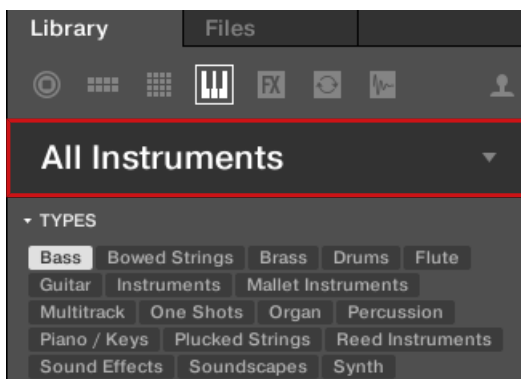 Library Files
FX
All Instruments
TYPES
Bass Bowed Strings Brass Drums Flute
Guitar Instruments Mallet Instruments
Multitrack One Shots Organ Percussion
Piano / Keys Plucked Strings Reed Instruments
Sound Effects Soundscapes Synth